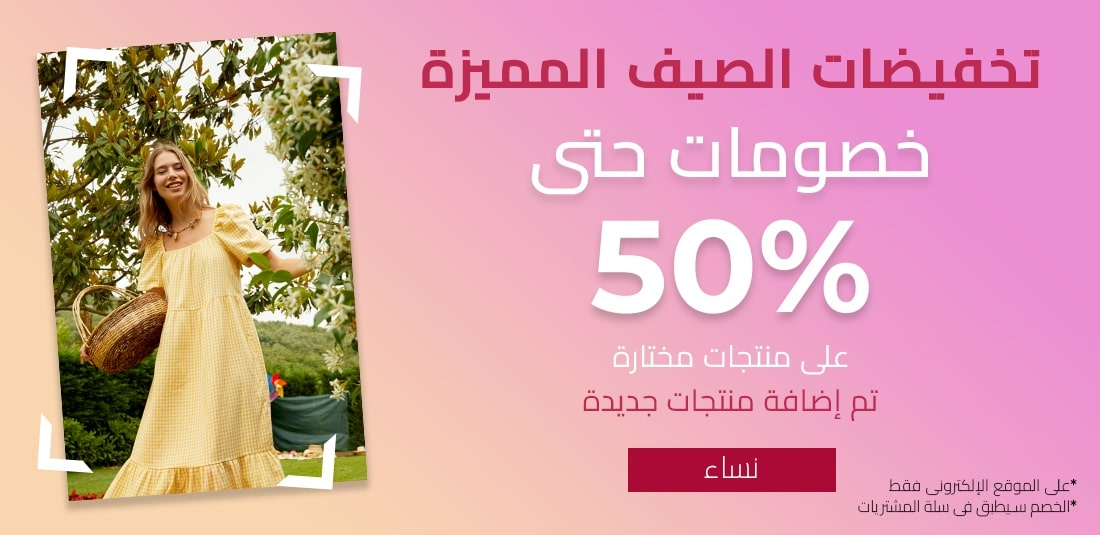 تخفيضات الصيف المميزة
خصومات حتى
50%
على منتجات مختارة
تم إضافة منتجات جديدة
نساء
*على الموقع الإلكترونى فقط
*الخصم سيطبق فى سلة المشتريات